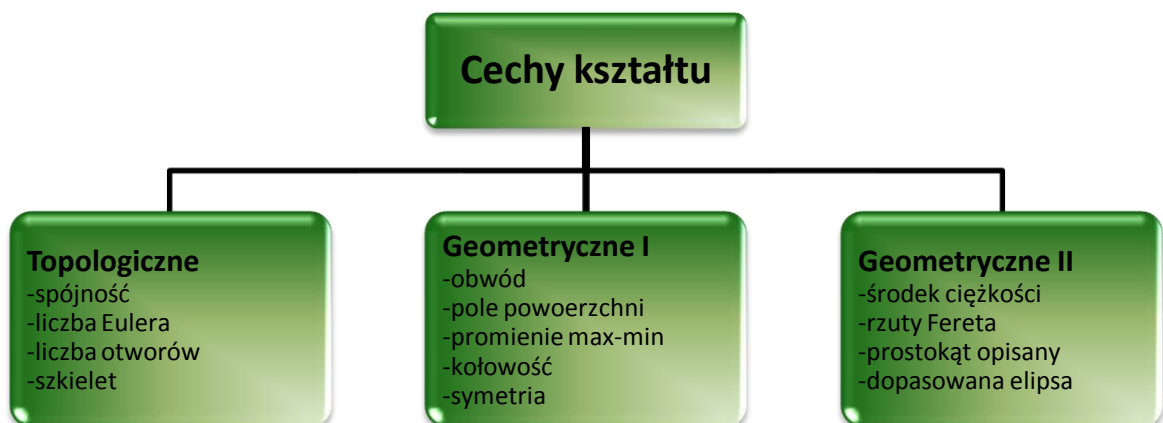 Cechy kształtu
Topologiczne
-spójność
-liczba Eulera
-liczba otworów
-szkielet
Geometryczne I
-obwód
-pole powoerzchni
-promienie max-min
-kołowość
-symetria
Geometryczne II
-środek ciężkości
-rzuty Fereta
-prostokąt opisany
-dopasowana elipsa